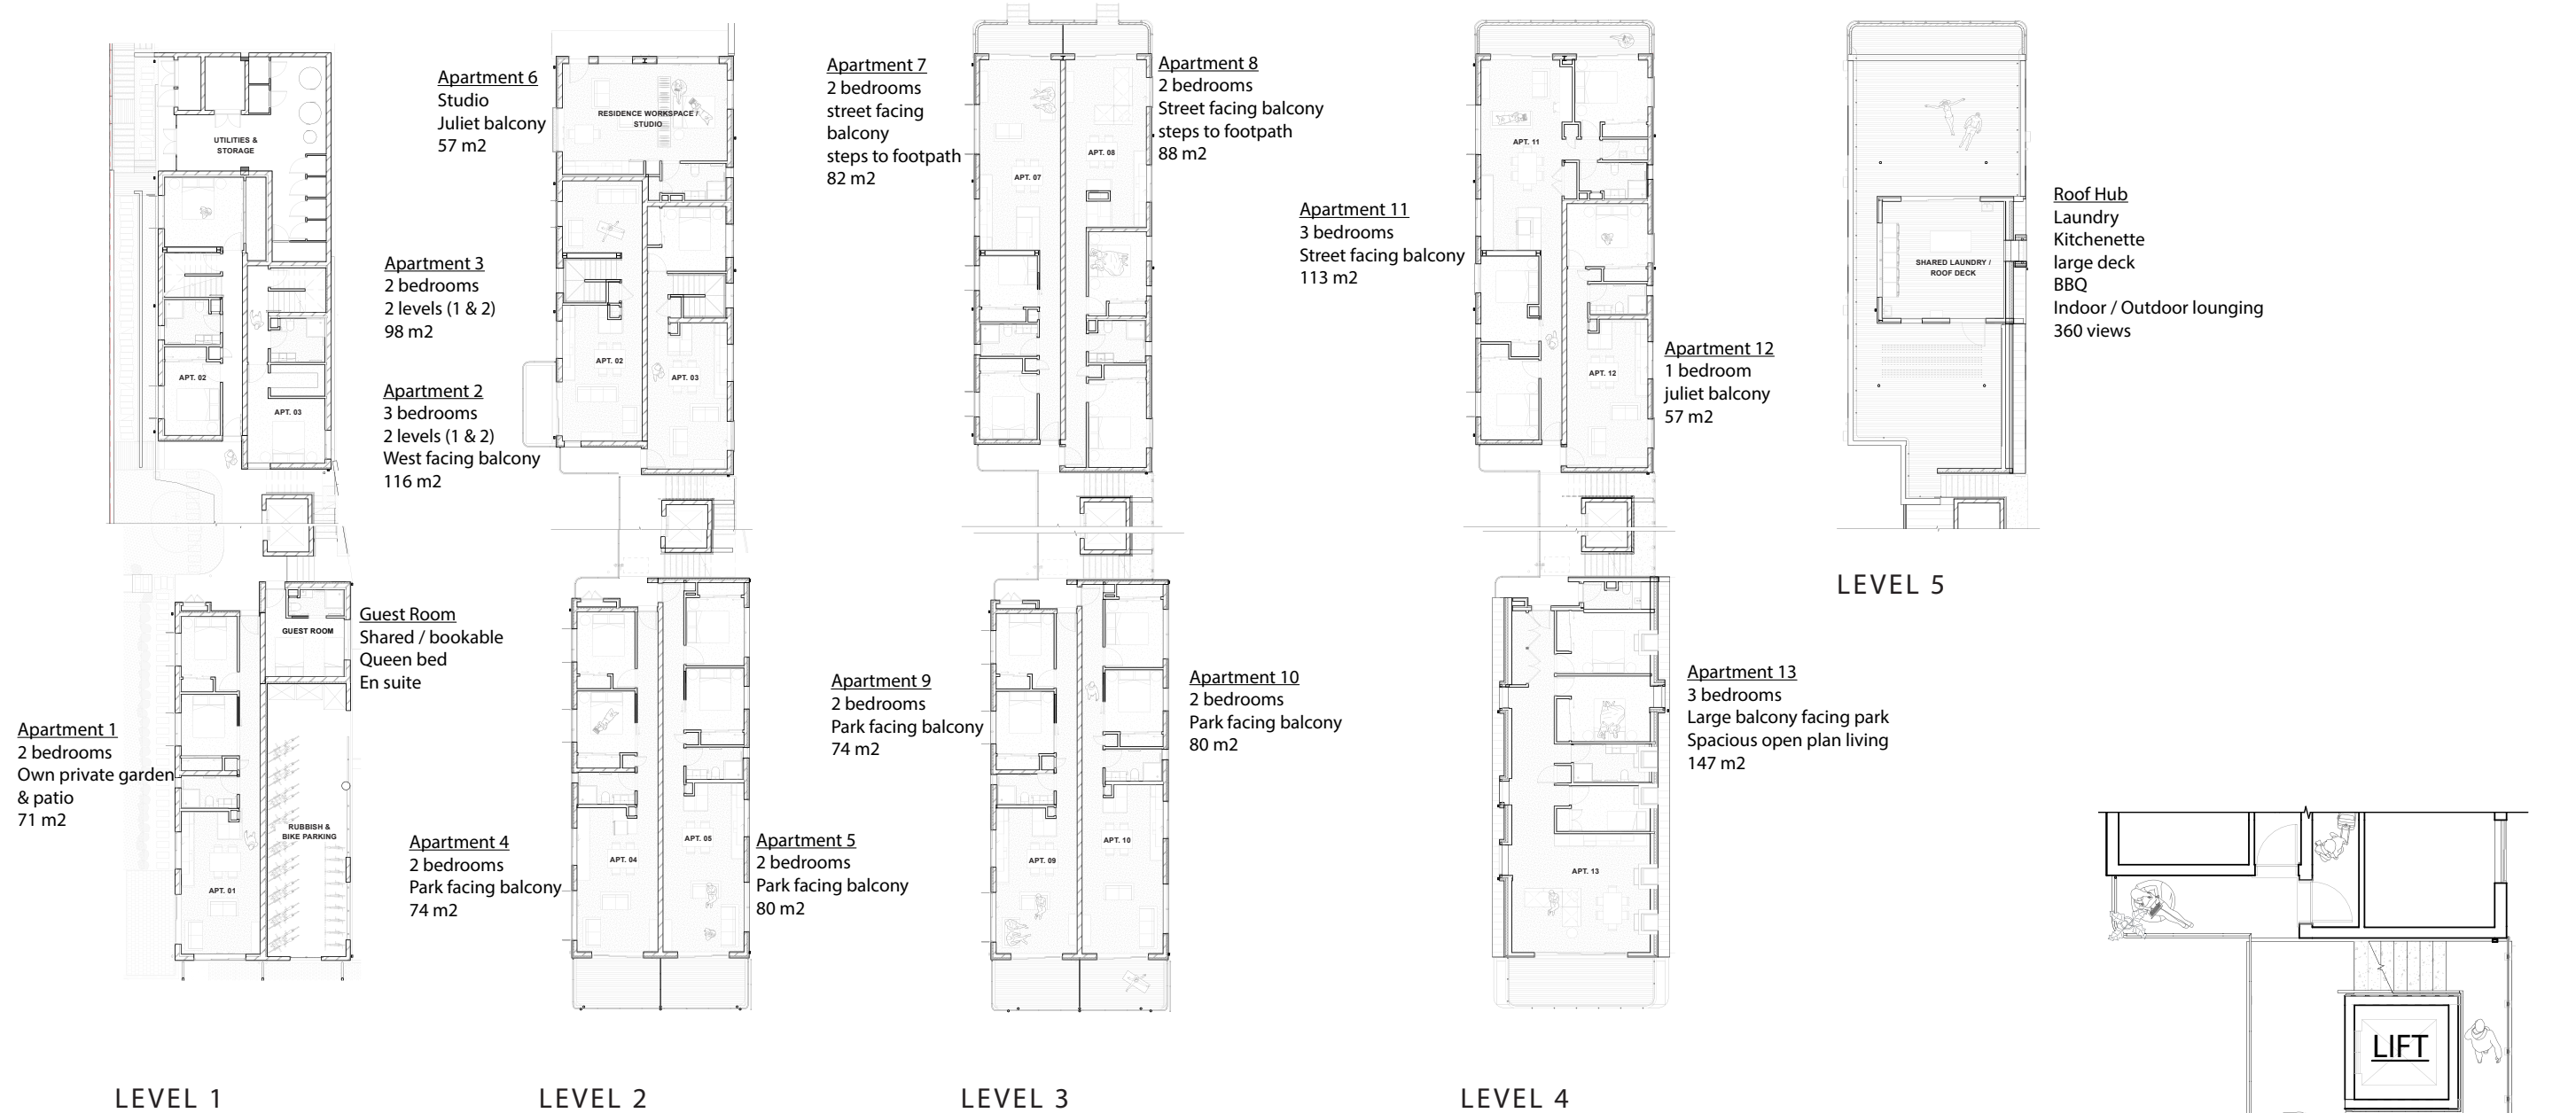 UTILITIES &
STORAGE
APT. 02
APT. 03
GUEST ROOM
Guest Room
Shared / bookable
Queen bed
En suite
Apartment 1
2 bedrooms
Own private garden
& patio
71 m2
RUBBISH &
BIKE PARKING
APT. 01
LEVEL 1
Apartment 6
Studio
Juliet balcony
57 m2
RESIDENCE WORKSPACE /
STUDIO
Apartment 3
2 bedrooms
2 levels (1 & 2)
98 m2
Apartment 2
3 bedrooms
2 levels (1 & 2)
West facing balcony
116 m2
APT. 02
APT. 03
Apartment 4
2 bedrooms
Park facing balcony
74 m2
APT. 04
APT. 05
Apartment 5
2 bedrooms
Park facing balcony
80 m2
LEVEL 2
Apartment 7
2 bedrooms
street facing
balcony
steps to footpath
82 m2
APT. 07
APT. 08
Apartment 8
2 bedrooms
Street facing balcony
steps to footpath
88 m2
Apartment 9
2 bedrooms
Park facing balcony
74 m2
APT. 09
APT. 10
Apartment 10
2 bedrooms
Park facing balcony
80 m2
LEVEL 3
Apartment 11
3 bedrooms
Street facing balcony
113 m2
APT. 11
APT. 12
Apartment 12
1 bedroom
juliet balcony
57 m2
Apartment 13
3 bedrooms
Large balcony facing park
Spacious open plan living
147 m2
APT. 13
LEVEL 4
SHARED LAUNDRY /
ROOF DECK
Roof Hub
Laundry
Kitchenette
large deck
BBQ
Indoor / Outdoor lounging
360 views
LEVEL 5
LIFT